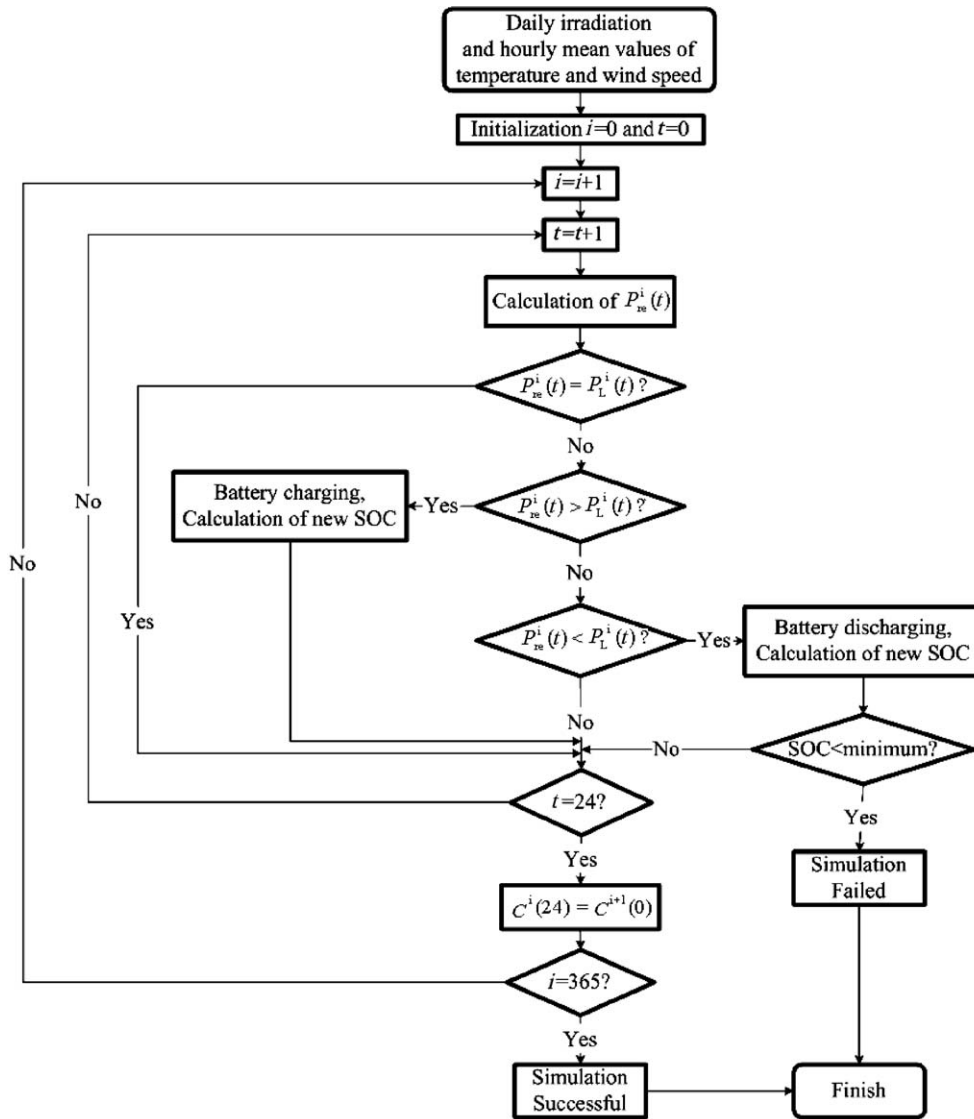 Daily irradiation
and hourly mean values of
temperature and wind speed
Initialization i=0 and t=0
i=i+1
t=t+1
Calculation of P_re^i(t)
P_re^i(t) = P_L^i(t) ?
No
Battery charging,
Calculation of new SOC
Yes
P_re^i(t) > P_L^i(t) ?
No
No
No
Yes
P_re^i(t) < P_L^i(t) ?
Yes
Battery discharging,
Calculation of new SOC
No
No
SOC<minimum?
t=24?
Yes
Yes
Simulation
Failed
C^i(24) = C^{i+1}(0)
i=365?
Yes
Simulation
Successful
Finish